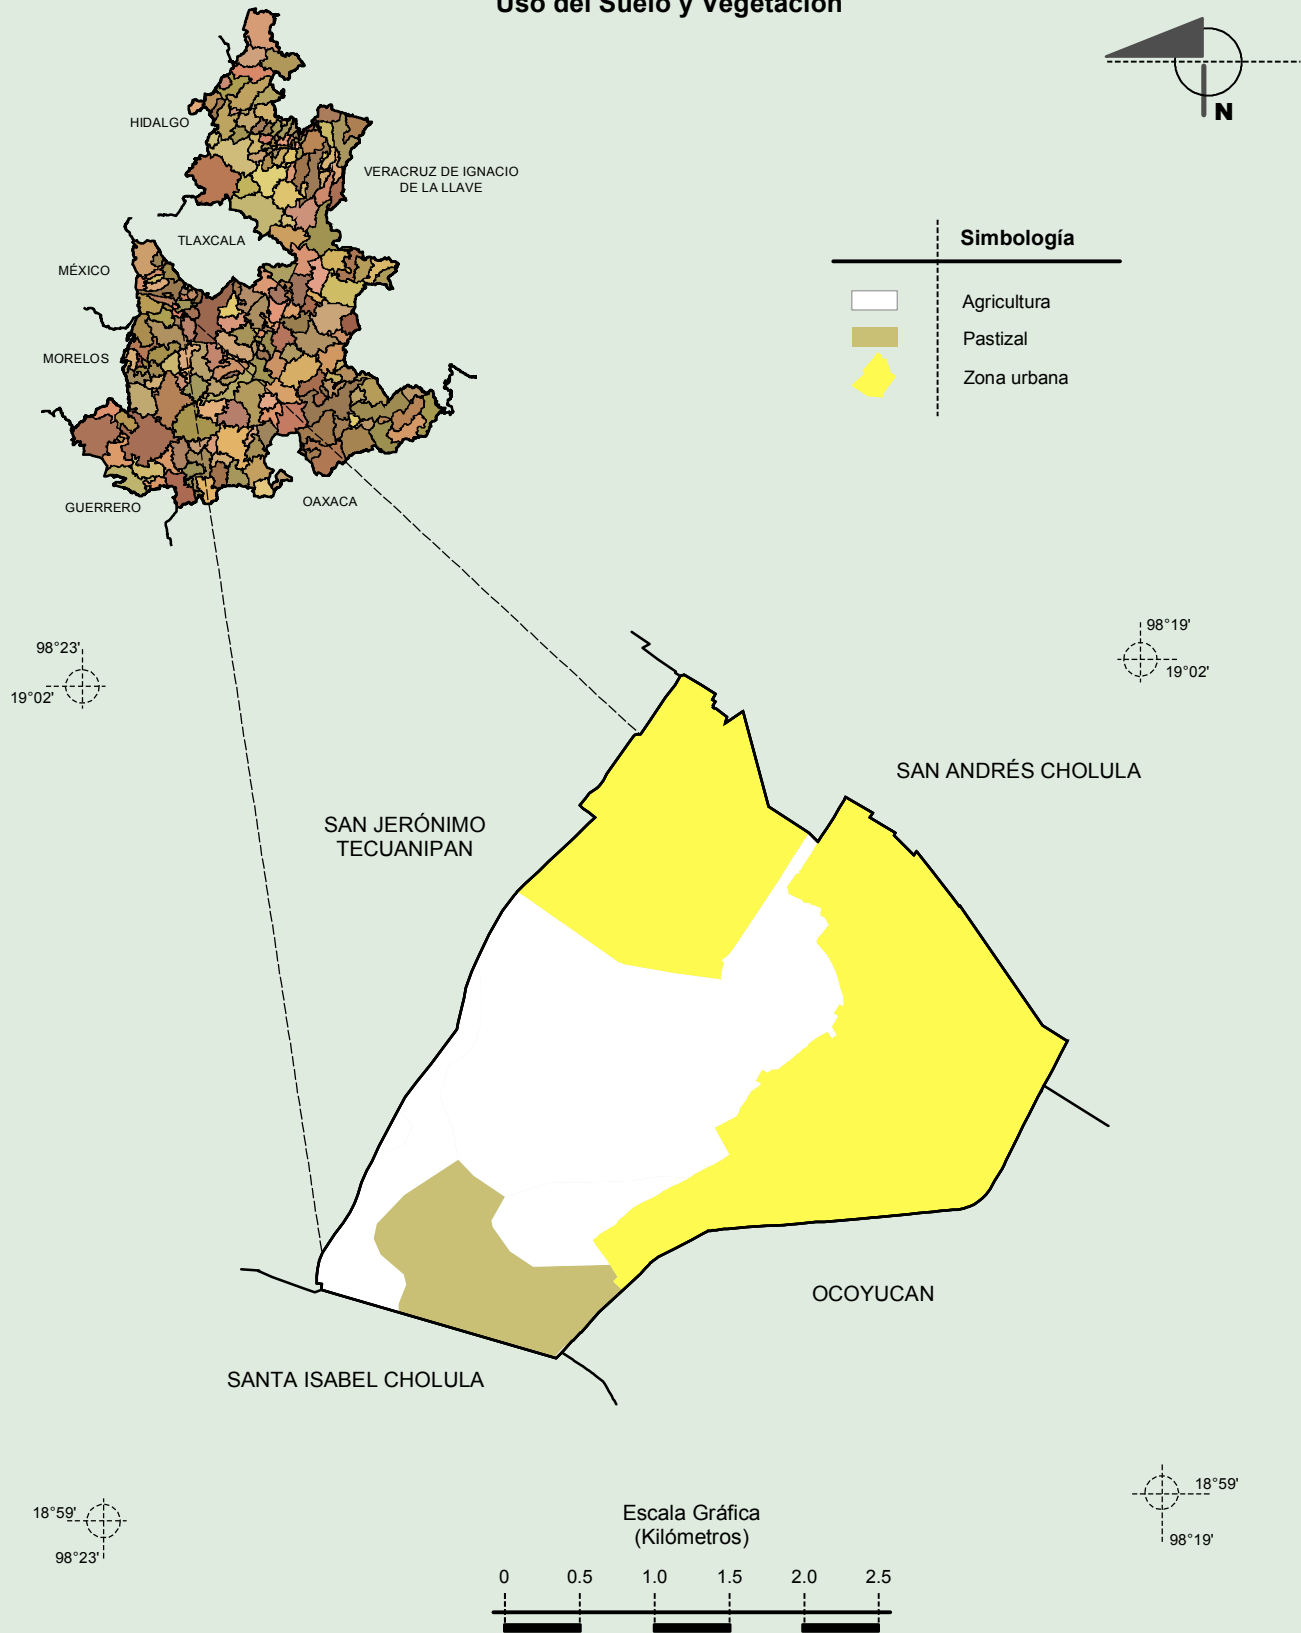 Uso del Suelo y Vegetación
N
HIDALGO
VERACRUZ DE IGNACIO
DE LA LLAVE
TLAXCALA
MÉXICO
MORELOS
GUERRERO
OAXACA
Simbología
Agricultura
Pastizal
Zona urbana
98°23'
19°02'
98°19'
19°02'
SAN ANDRÉS CHOLULA
SAN JERÓNIMO
TECUANIPAN
OCOYUCAN
SANTA ISABEL CHOLULA
18°59'
98°23'
18°59'
98°19'
Escala Gráfica
(Kilómetros)
0 0.5 1.0 1.5 2.0 2.5